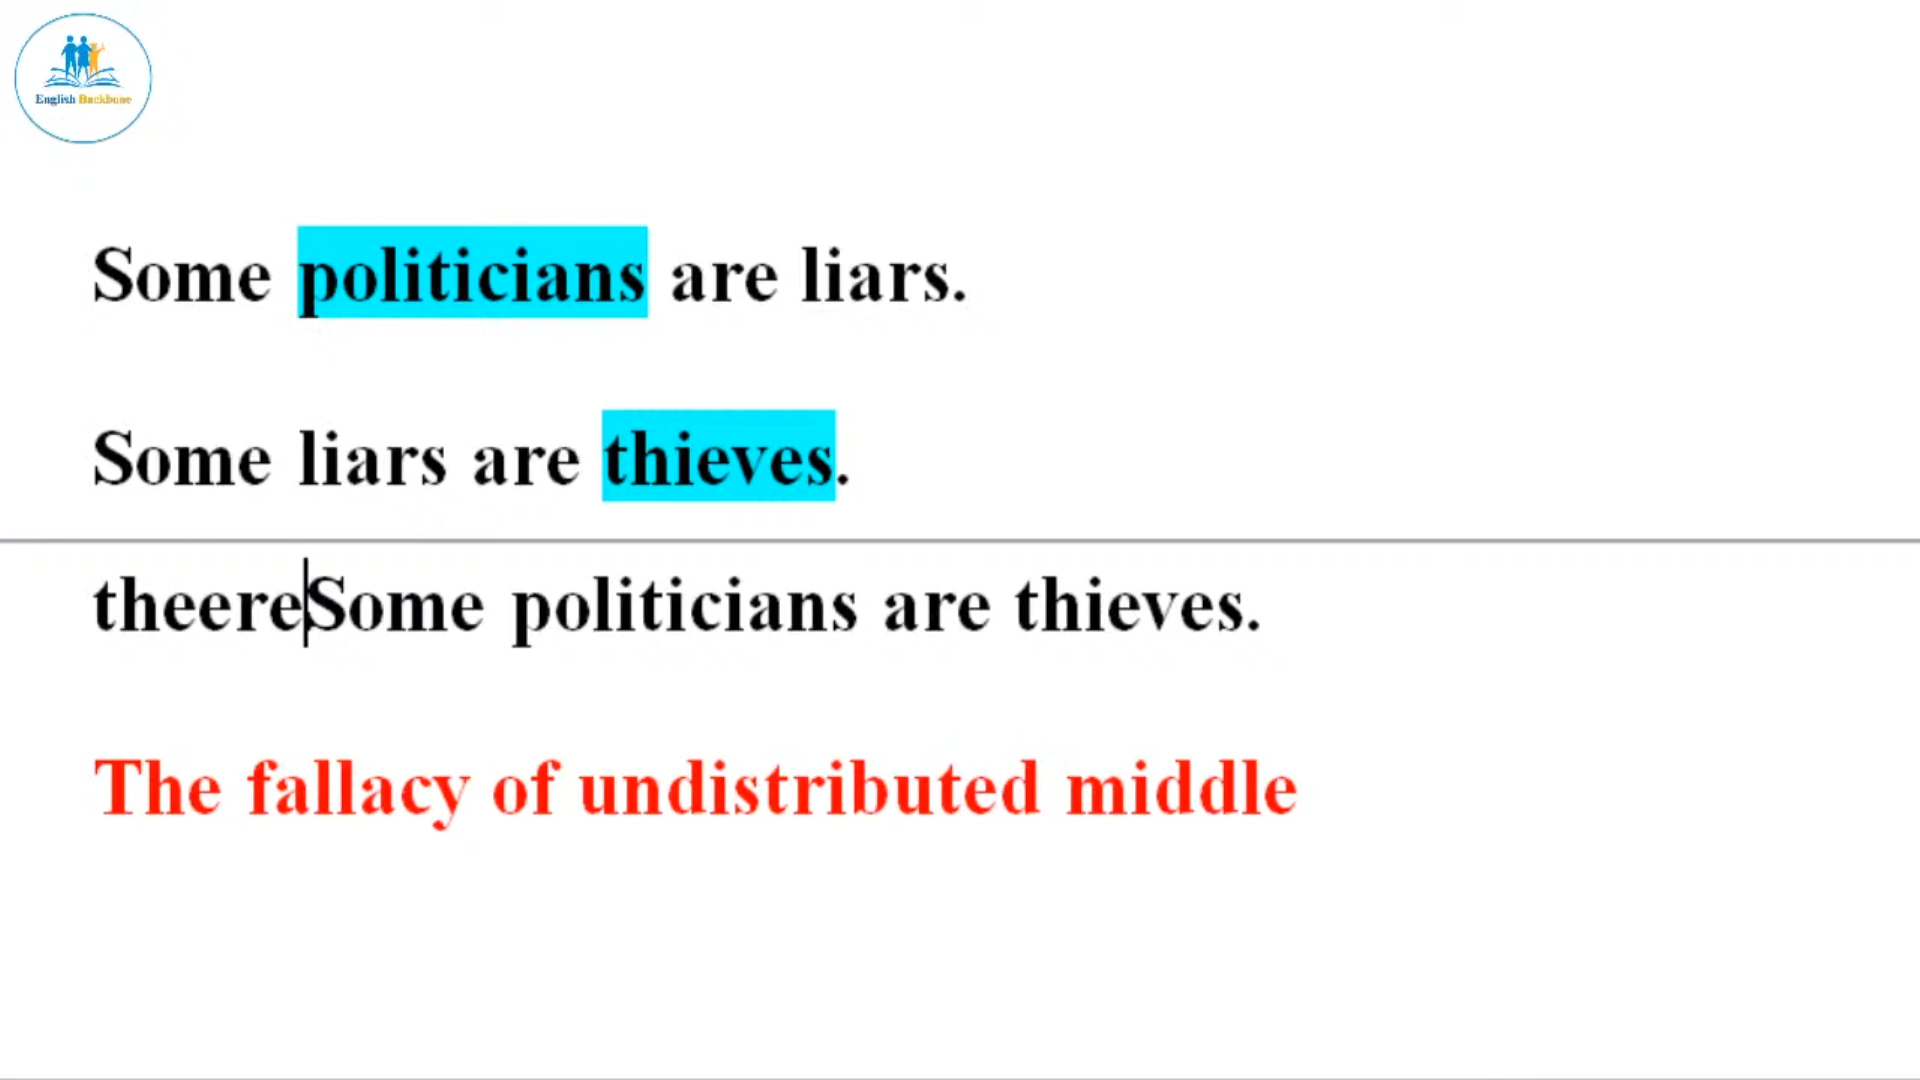 English Backbone
Some politicians are liars.
Some liars are thieves.
theereSome politicians are thieves.
The fallacy of undistributed middle